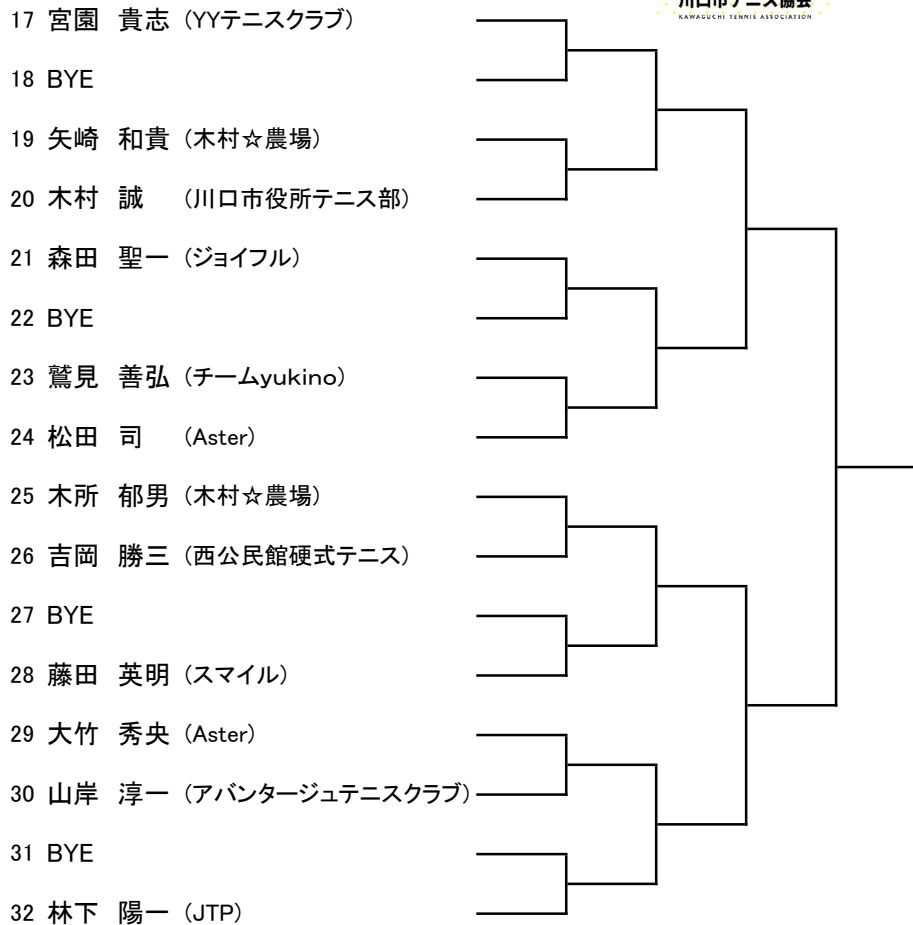 川口市テニス協会
KAWAGUCHI TENNIS ASSOCIATION
17 宮園 貴志 (YYテニスクラブ)
18 BYE
19 矢崎 和貴 (木村☆農場)
20 木村 誠 (川口市役所テニス部)
21 森田 聖一 (ジョイフル)
22 BYE
23 鷲見 善弘 (チームyukino)
24 松田 司 (Aster)
25 木所 郁男 (木村☆農場)
26 吉岡 勝三 (西公民館硬式テニス)
27 BYE
28 藤田 英明 (スマイル)
29 大竹 秀央 (Aster)
30 山岸 淳一 (アバンタージュテニスクラブ)
31 BYE
32 林下 陽一 (JTP)